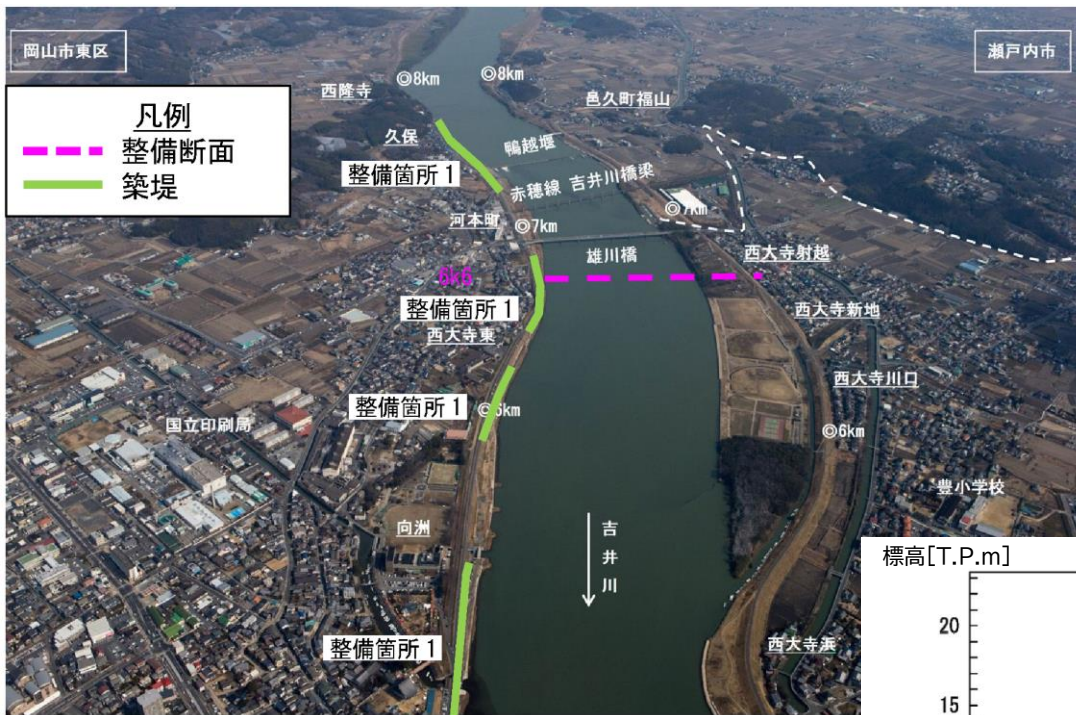 岡山市東区
瀬戸内市
◎8km
◎8km
西隆寺
邑久町福山
凡例
整備断面
築堤
久保
鴨越堰
整備箇所1
赤穂線 吉井川橋梁
◎7km
河本町
◎7km
雄川橋
西大寺射越
6k6
整備箇所1
西大寺新地
西大寺東
西大寺川口
整備箇所1
◎6km
国立印刷局
◎6km
豊小学校
向洲
吉井川
標高[T.P.m]
20
西大寺浜
整備箇所1
15